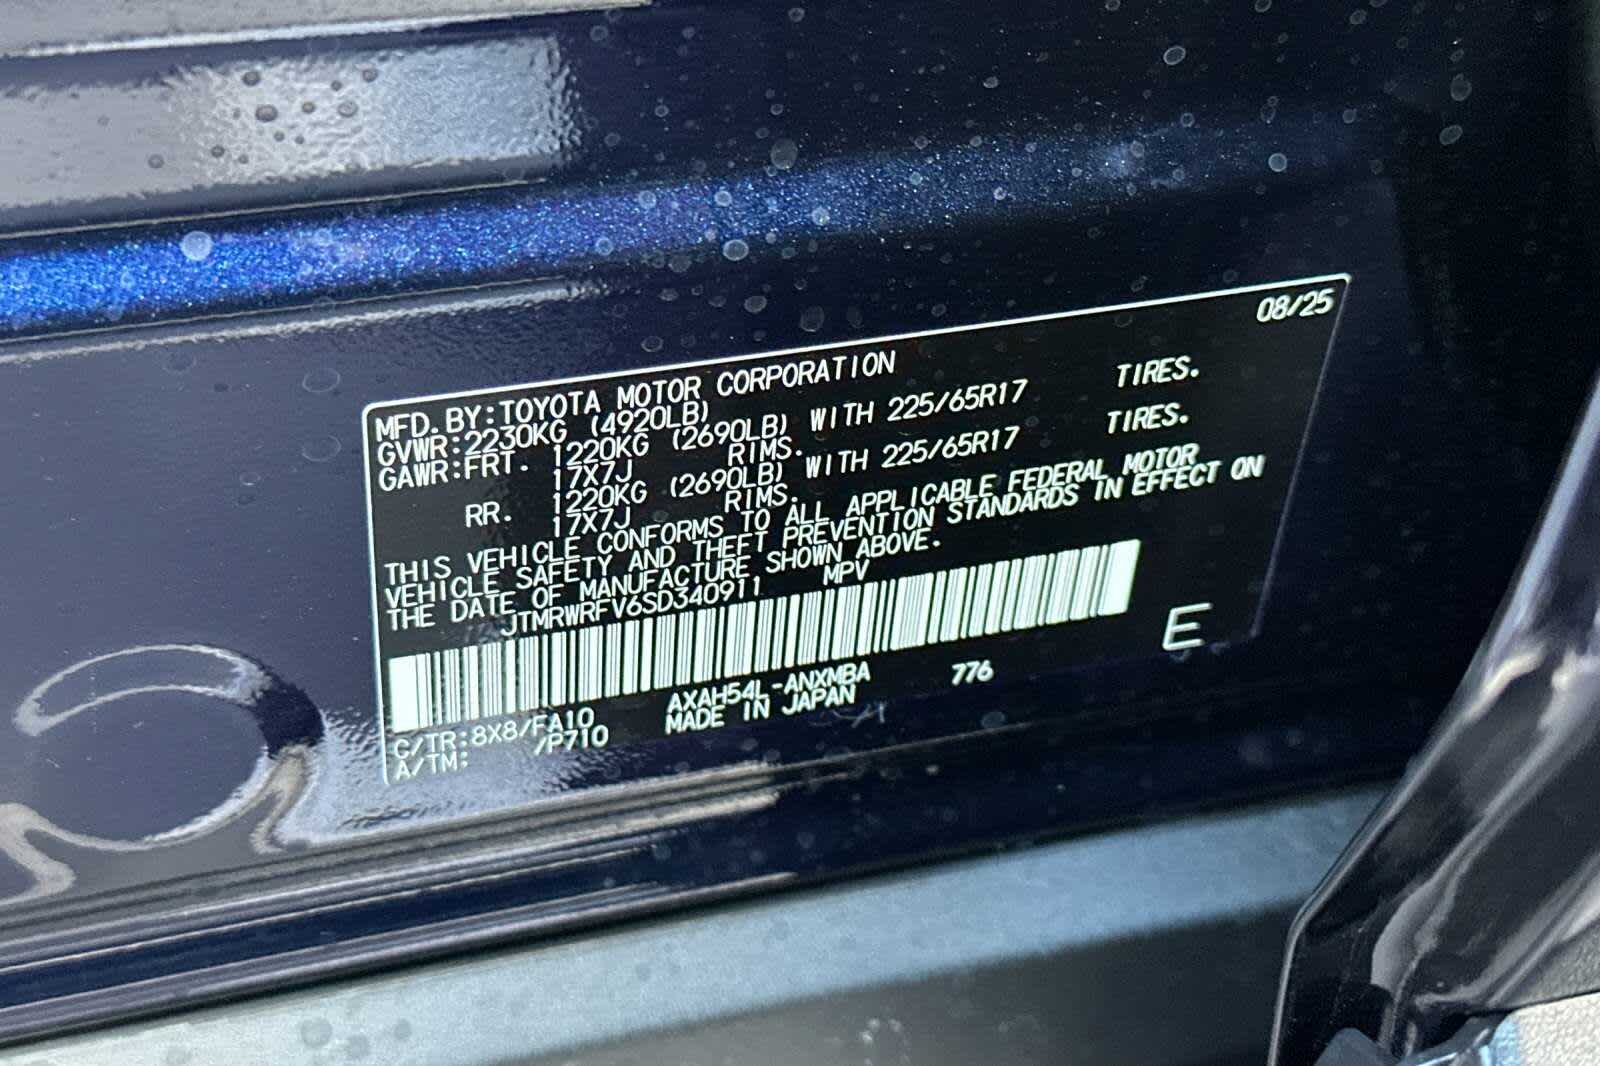 08/25
MFD. BY: TOYOTA MOTOR CORPORATION
GVWR: 2230KG (4920LB)
GAWR: FRT. 1220KG (2690LB) WITH 225/65R17 TIRES.
17X7J RIMS.
RR. 1220KG (2690LB) WITH 225/65R17 TIRES.
17X7J RIMS.
THIS VEHICLE CONFORMS TO ALL APPLICABLE FEDERAL MOTOR
VEHICLE SAFETY AND THEFT PREVENTION STANDARDS IN EFFECT ON
THE DATE OF MANUFACTURE SHOWN ABOVE.
JTMRWRFV6SD340911 MPV
E
C/TR: 8X8/FA10 AXAH54L-ANXMBA 776
A/TM: /P710 MADE IN JAPAN